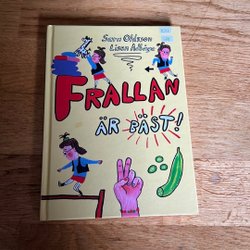 Sara Ohlsson
Lisen Adbåge
FRALLAN
ÄR BÄST!